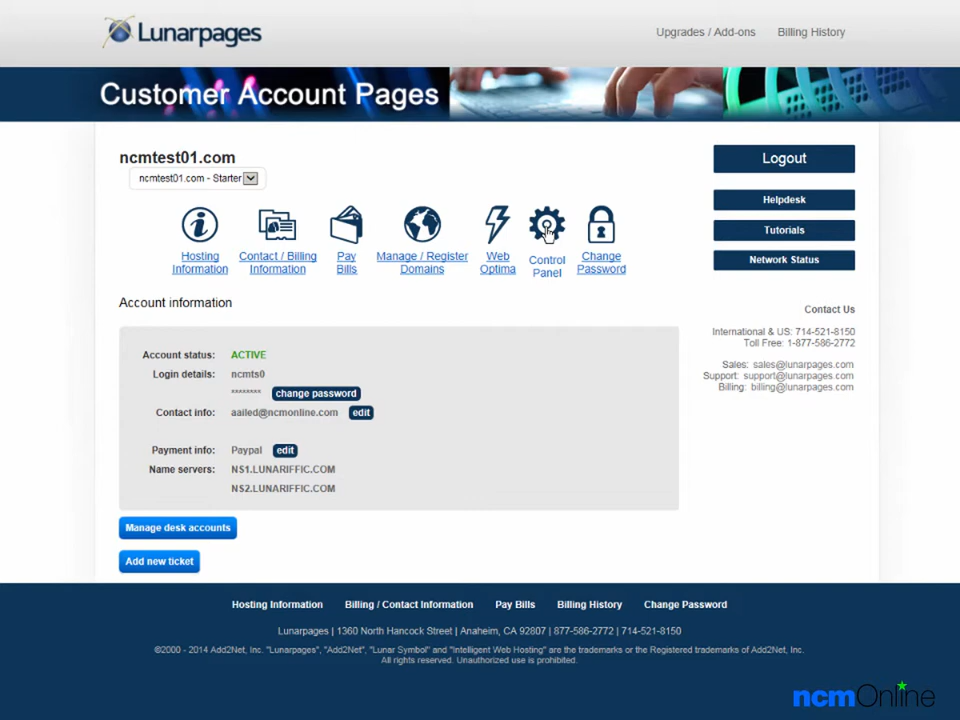 Lunarpages
Upgrades / Add-ons
Billing History
Customer Account Pages
ncmtest01.com
ncmtest01.com - Starter
Logout
Helpdesk
Tutorials
Network Status
Hosting
Information
Contact / Billing
Information
Pay
Bills
Manage / Register
Domains
Web
Optima
Control
Panel
Change
Password
Account information
Contact Us
International & US: 714-521-8150
Toll Free: 1-877-586-2772
Sales: sales@lunarpages.com
Support: support@lunarpages.com
Billing: billing@lunarpages.com
Account status: ACTIVE
Login details: ncmts0
******** change password
Contact info: aailed@ncmonline.com edit
Payment info: Paypal edit
Name servers: NS1.LUNARIFFIC.COM
NS2.LUNARIFFIC.COM
Manage desk accounts
Add new ticket
Hosting Information Billing / Contact Information Pay Bills Billing History Change Password
Lunarpages | 1360 North Hancock Street | Anaheim, CA 92807 | 877-586-2772 | 714-521-8150
©2000 - 2014 Add2Net, Inc. "Lunarpages", "Add2Net", "Lunar Symbol" and "Intelligent Web Hosting" are the trademarks or the Registered trademarks of Add2Net, Inc.
All rights reserved. Unauthorized use is prohibited.
ncmOnline